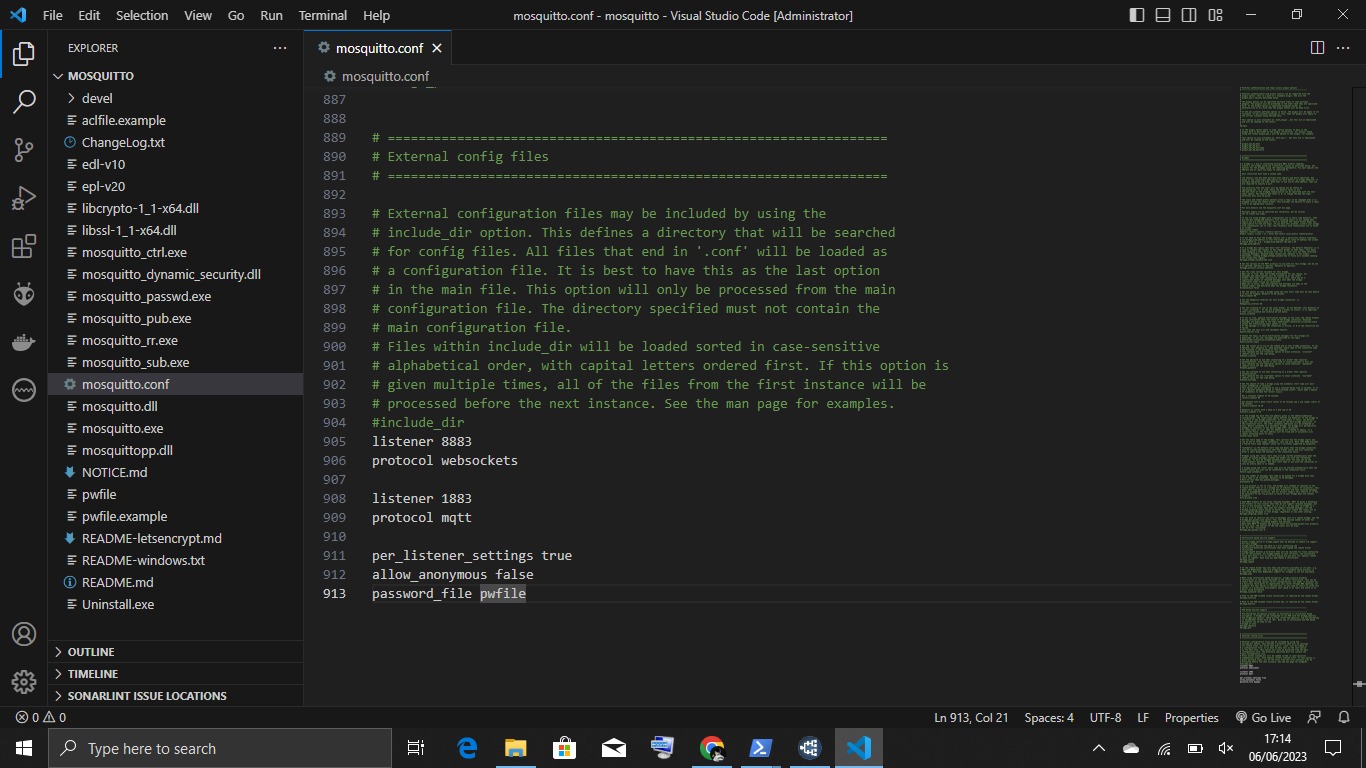 File Edit Selection View Go Run Terminal Help
mosquitto.conf - mosquitto - Visual Studio Code [Administrator]
EXPLORER
MOSQUITTO
devel
aclfile.example
ChangeLog.txt
edl-v10
epl-v20
libcrypto-1_1-x64.dll
libssl-1_1-x64.dll
mosquitto_ctrl.exe
mosquitto_dynamic_security.dll
mosquitto_passwd.exe
mosquitto_pub.exe
mosquitto_rr.exe
mosquitto_sub.exe
mosquitto.conf
mosquitto.dll
mosquitto.exe
mosquittopp.dll
NOTICE.md
pwfile
pwfile.example
README-letsencrypt.md
README-windows.txt
README.md
Uninstall.exe
OUTLINE
TIMELINE
SONARLINT ISSUE LOCATIONS
mosquitto.conf
mosquitto.conf
887
888
889 # =================================================================
890 # External config files
891 # =================================================================
892
893 # External configuration files may be included by using the
894 # include_dir option. This defines a directory that will be searched
895 # for config files. All files that end in '.conf' will be loaded as
896 # a configuration file. It is best to have this as the last option
897 # in the main file. This option will only be processed from the main
898 # configuration file. The directory specified must not contain the
899 # main configuration file.
900 # Files within include_dir will be loaded sorted in case-sensitive
901 # alphabetical order, with capital letters ordered first. If this option is
902 # given multiple times, all of the files from the first instance will be
903 # processed before the next instance. See the man page for examples.
904 #include_dir
905 listener 8883
906 protocol websockets
907
908 listener 1883
909 protocol mqtt
910
911 per_listener_settings true
912 allow_anonymous false
913 password_file pwfile
0 0
Ln 913, Col 21 Spaces: 4 UTF-8 LF Properties Go Live
Type here to search
17:14
06/06/2023